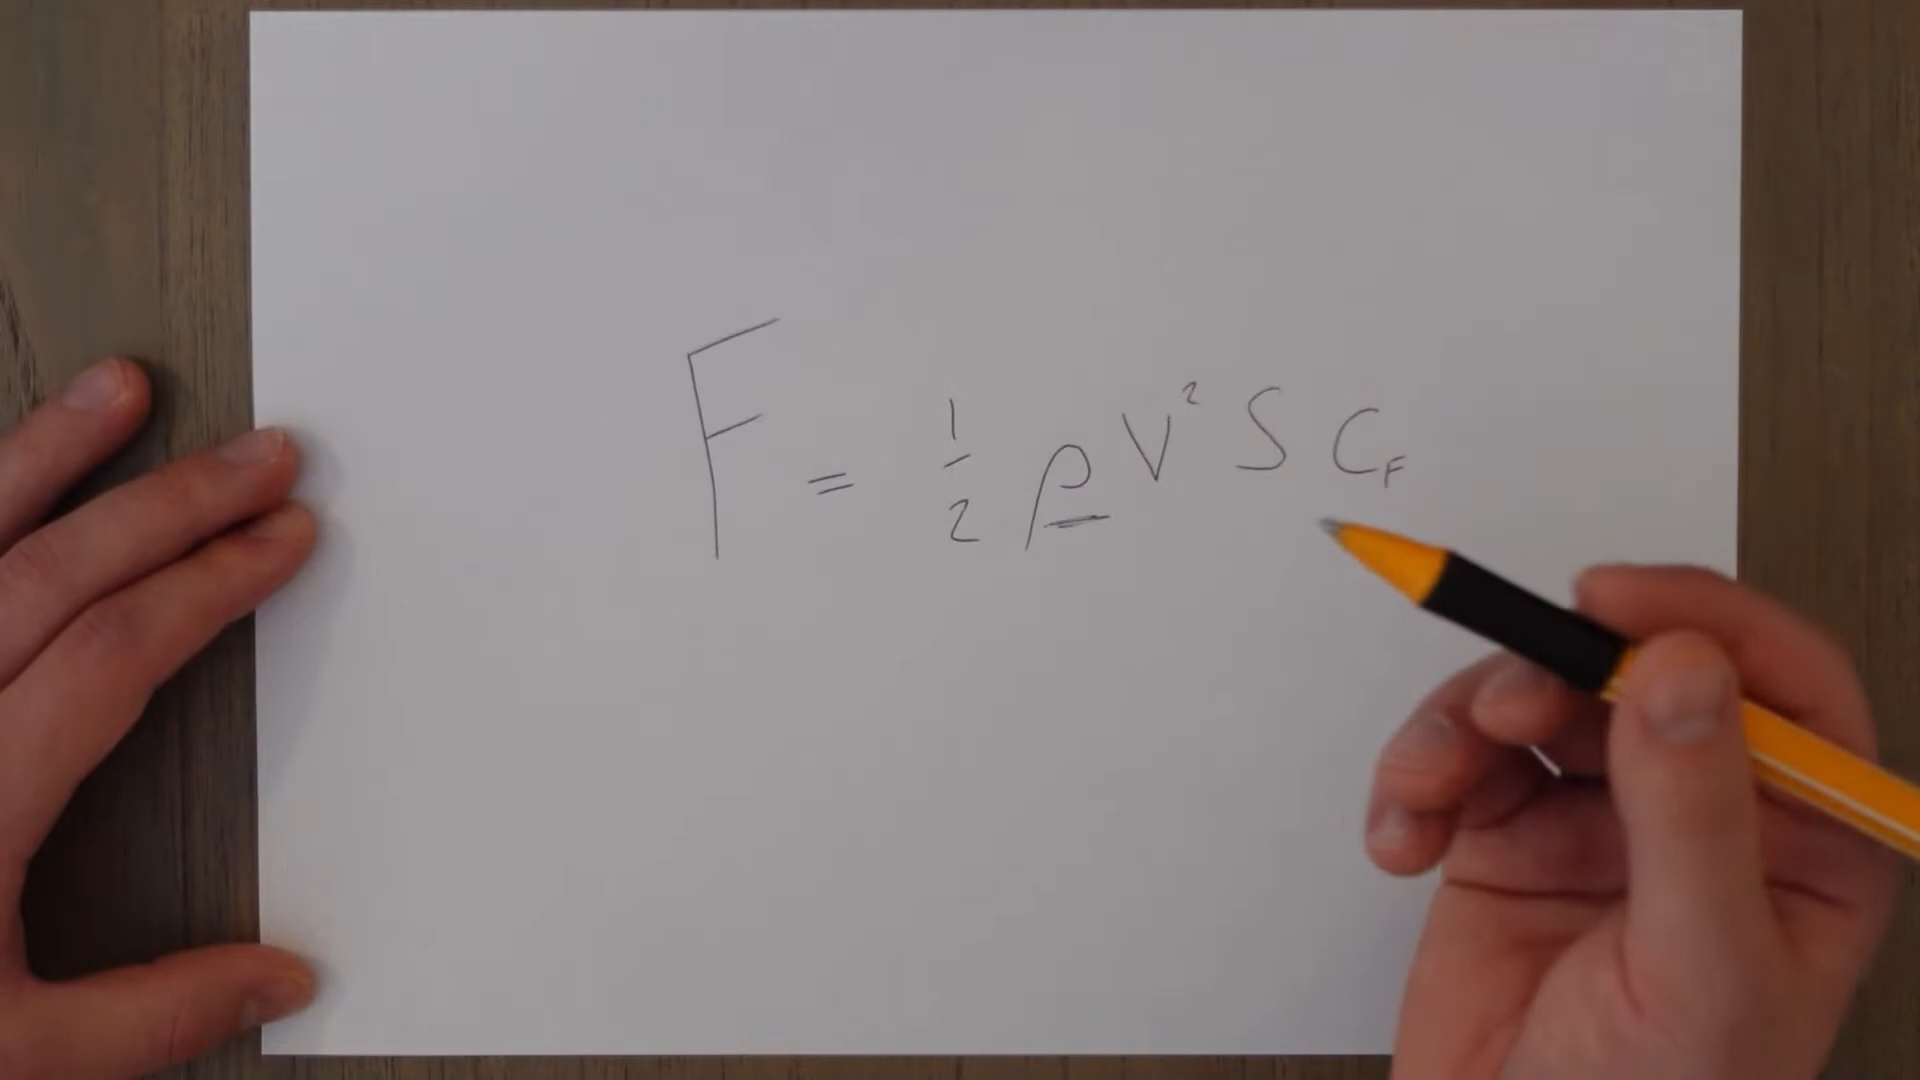 F = 1/2 ρ V² S C_F